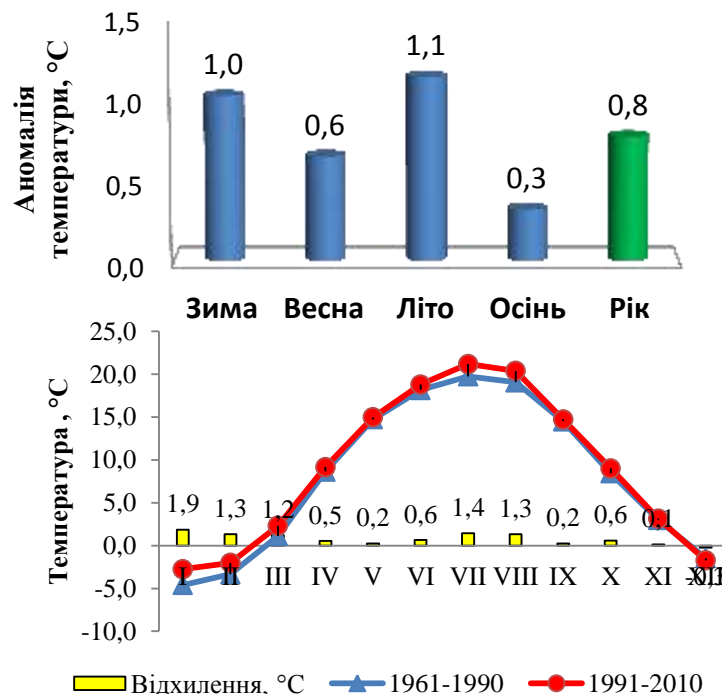 Аномалія
температури, °C
1,5
1,0
0,5
0,0
1,0
0,6
1,1
0,3
0,8
Зима Весна Літо Осінь Рік
Температура , °C
25,0
20,0
15,0
10,0
5,0
0,0
-5,0
-10,0
1,9 1,3 1,2 0,5 0,2 0,6 1,4 1,3 0,2 0,6 0,1
I II III IV V VI VII VIII IX X XI XII
Відхилення, °C 1961-1990 1991-2010